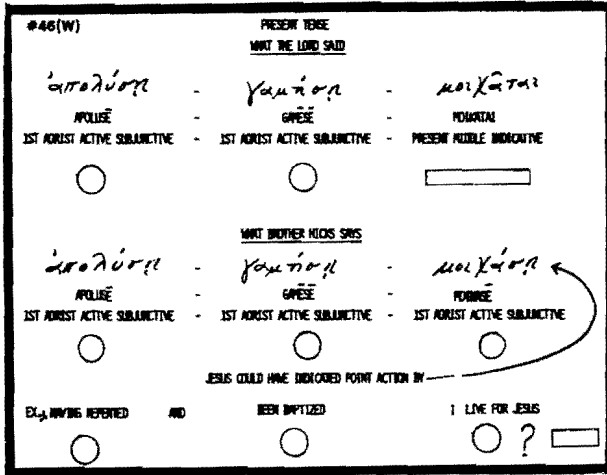 #46(W)
PRESENT TENSE
WHAT THE LORD SAID
ἀπολύσῃ - γαμήσῃ - μοιχᾶται
APOLUSĒ - GAMĒSĒ - MOIKATAI
1ST AORIST ACTIVE SUBJUNCTIVE - 1ST AORIST ACTIVE SUBJUNCTIVE - PRESENT MIDDLE INDICATIVE
WHAT BROTHER HICKS SAYS
ἀπολύσῃ - γαμήσῃ - μοιχάσῃ
APOLUSĒ - GAMĒSĒ -
1ST AORIST ACTIVE SUBJUNCTIVE - 1ST AORIST ACTIVE SUBJUNCTIVE - 1ST AORIST ACTIVE SUBJUNCTIVE
JESUS COULD HAVE INDICATED POINT ACTION BY
EX. HAVING REPENTED AND BEEN BAPTIZED I LIVE FOR JESUS
?